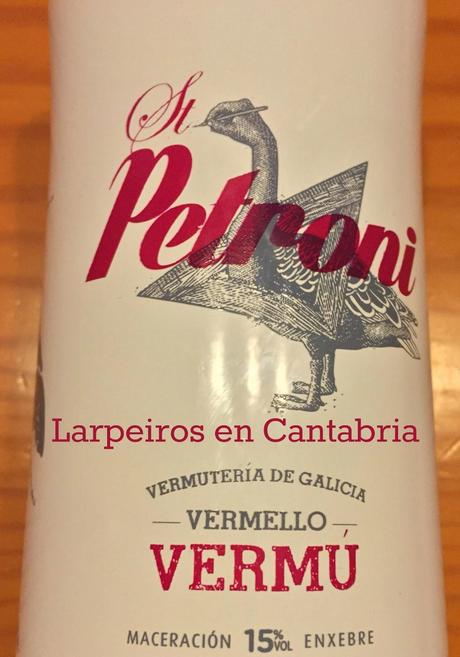 St
Petroni
Larpeiros en Cantabria
VERMUTERÍA DE GALICIA
VERMELLO
VERMÚ
MACERACIÓN 15%VOL ENXEBRE